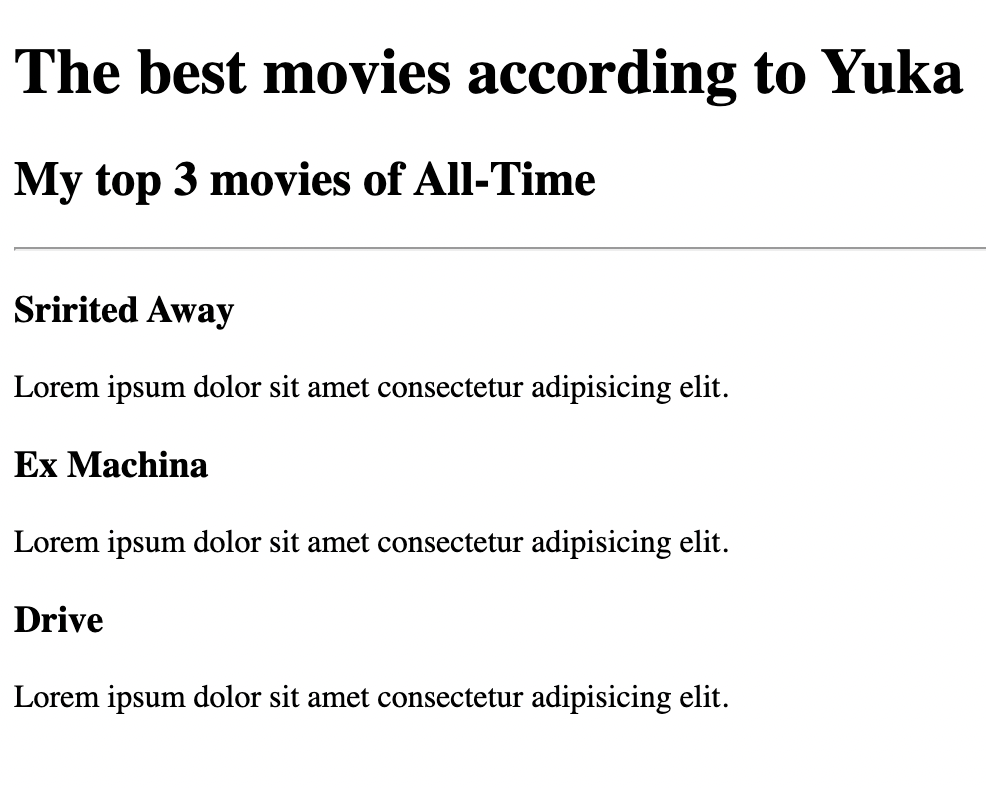 The best movies according to Yuka
My top 3 movies of All-Time
Sririted Away
Lorem ipsum dolor sit amet consectetur adipisicing elit.
Ex Machina
Lorem ipsum dolor sit amet consectetur adipisicing elit.
Drive
Lorem ipsum dolor sit amet consectetur adipisicing elit.